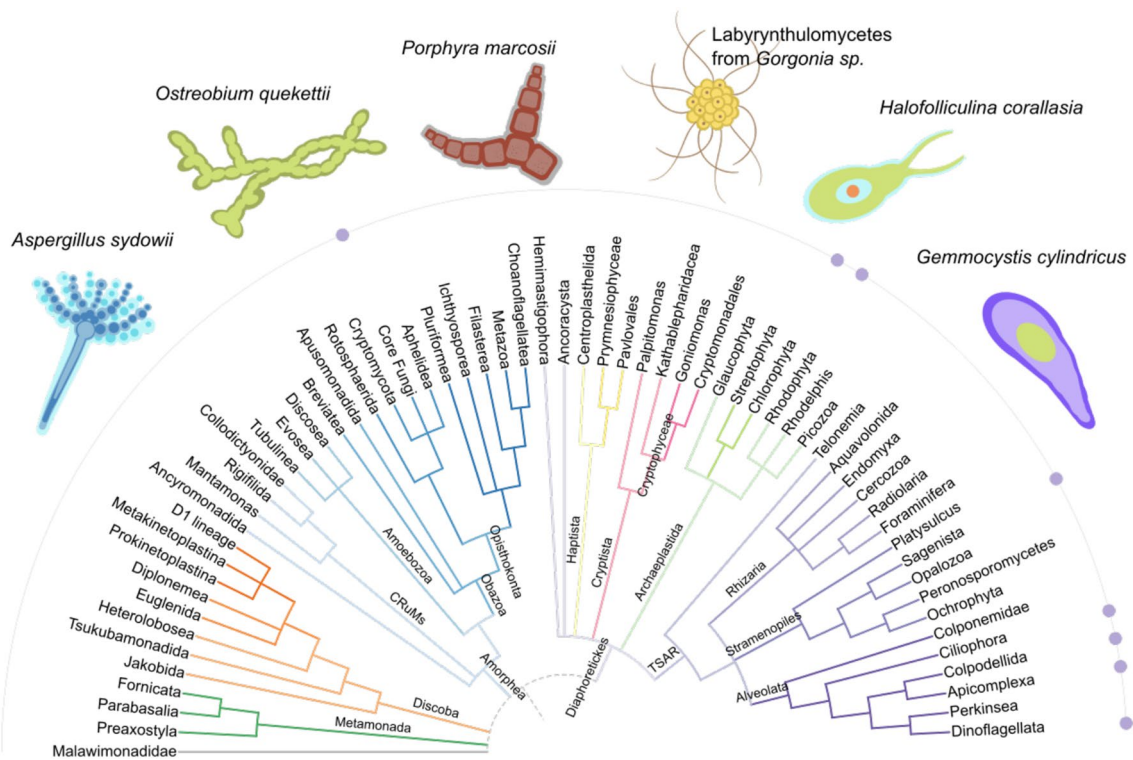 Porphyra marcosii
Labyrynthulomycetes
from Gorgonia sp.
Ostreobium quekettii
Halofolliculina corallasia
Aspergillus sydowii
Gemmocystis cylindricus
Malawimonadidae
Preaxostyla
Parabasalia
Fornicata
Jakobida
Tsukubamonadida
Heterolobosea
Euglenida
Diplonemea
Prokinetoplastina
Metakinetoplastina
D1 lineage
Ancyromonadida
Mantamonas
Rigifilida
Collodictyonidae
Tubulinea
Evosea
Discosea
Breviatea
Apusomonadida
Rotosphaerida
Cryptomycota
Core Fungi
Aphelidea
Pluriformea
Ichthyosporea
Filasterea
Metazoa
Choanoflagellatea
Hemimastigophora
Ancoracysta
Centroplasthelida
Prymnesiophyceae
Pavlovales
Palpitomonas
Kathablepharidacea
Goniomonas
Cryptomonadales
Glaucophyta
Streptophyta
Chlorophyta
Rhodophyta
Rhodelphis
Picozoa
Telonemia
Aquavolonida
Endomyxa
Cercozoa
Radiolaria
Foraminifera
Platysulcus
Sagenista
Opalozoa
Peronosporomycetes
Ochrophyta
Colponemidae
Ciliophora
Colpodellida
Apicomplexa
Perkinsea
Dinoflagellata
Metamonada
Discoba
CRuMs
Amoebozoa
Obazoa
Opisthokonta
Amorphea
Haptista
Cryptista
Cryptophyceae
Archaeplastida
Diaphoretickes
TSAR
Rhizaria
Stramenopiles
Alveolata